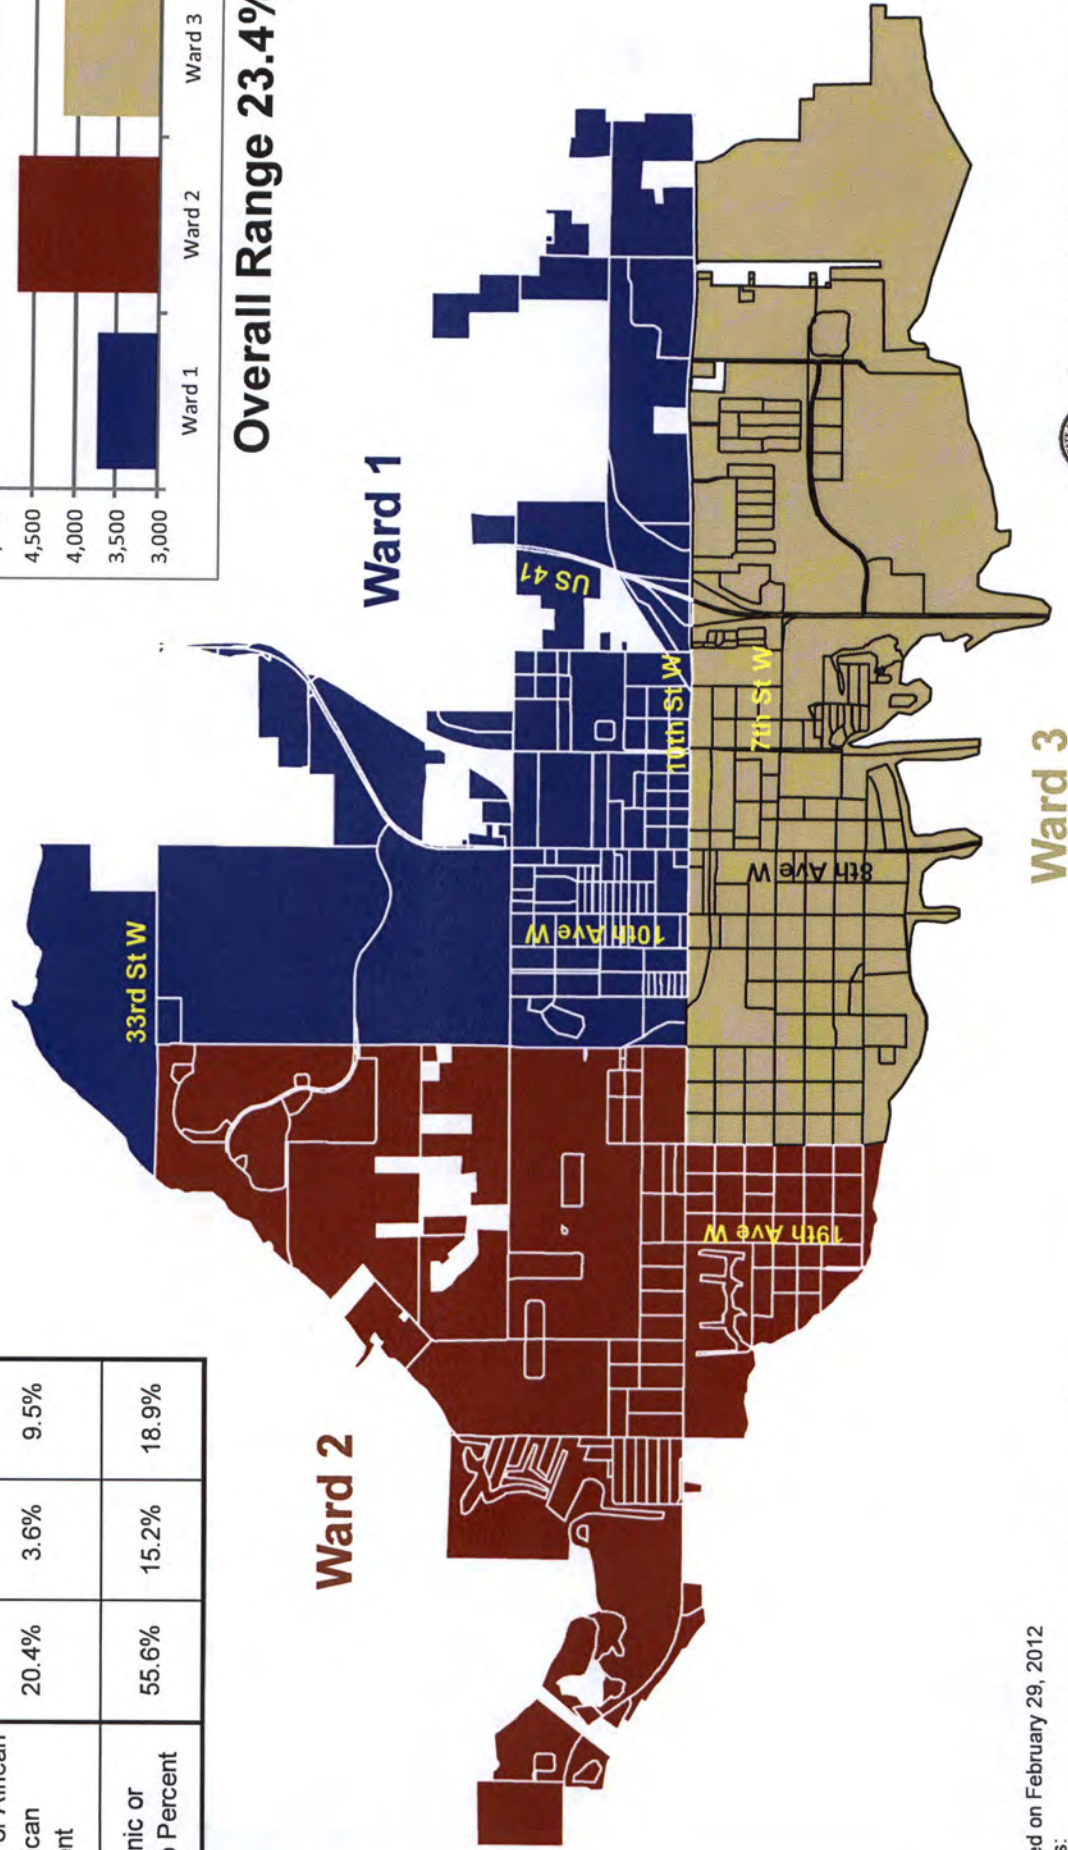 or African
can
nt
20.4%
3.6%
9.5%
nic or
o Percent
55.6%
15.2%
18.9%
4,500
4,000
3,500
3,000
Ward 1
Ward 2
Ward 3
Overall Range 23.4%
Ward 1
Ward 2
Ward 3
33rd St W
US 41
10th Ave W
10th St W
7th St W
8th Ave W
19th Ave W
ed on February 29, 2012
s: